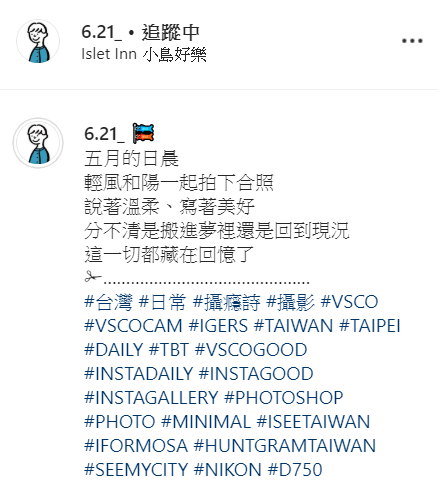 6.21_ • 追蹤中
Islet Inn 小島好樂
6.21_
五月的日晨
輕風和陽一起拍下合照
說著溫柔、寫著美好
分不清是搬進夢裡還是回到現況
這一切都藏在回憶了
✁..............................................
#台灣 #日常 #攝癮詩 #攝影 #VSCO
#VSCOCAM #IGERS #TAIWAN #TAIPEI
#DAILY #TBT #VSCOGOOD
#INSTADAILY #INSTAGOOD
#INSTAGALLERY #PHOTOSHOP
#PHOTO #MINIMAL #ISEETAIWAN
#IFORMOSA #HUNTGRAMTAIWAN
#SEEMYCITY #NIKON #D750